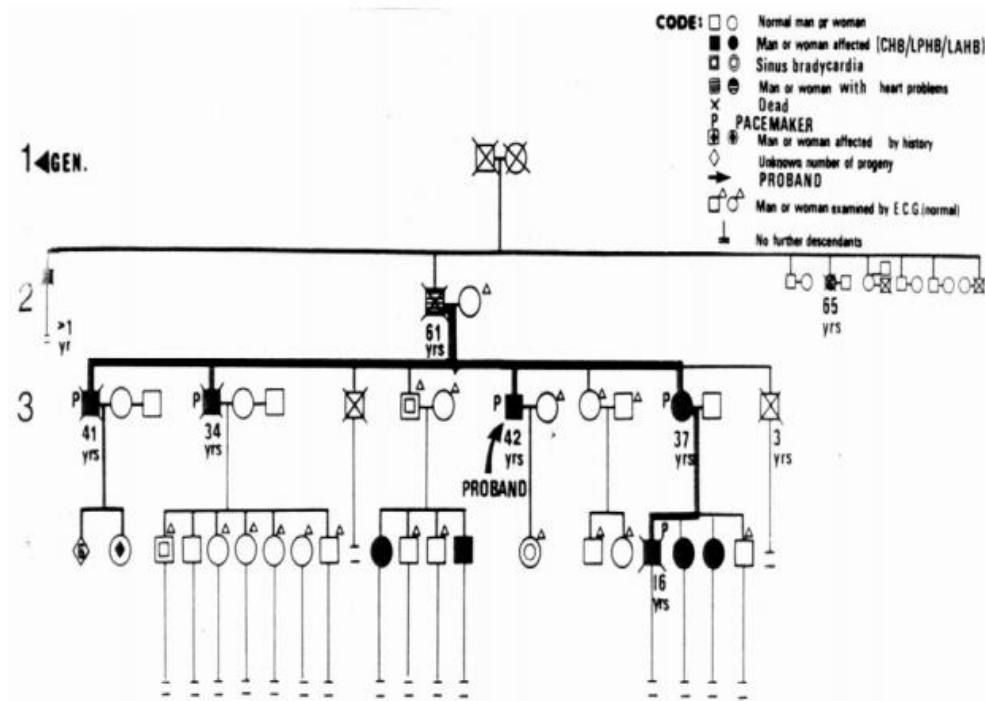 CODE: Normal man or woman
Man or woman affected (CHB/LPHB/LAHB)
Sinus bradycardia
Man or woman with heart problems
Dead
P PACEMAKER
Man or woman affected by history
Unknown number of progeny
PROBAND
Man or woman examined by E.C.G.(normal)
No further descendants
1 GEN.
2
>1
yr
61
yrs
65
yrs
3
P
P
P
P
41
yrs
34
yrs
42
yrs
37
yrs
3
yrs
PROBAND
P
16
yrs